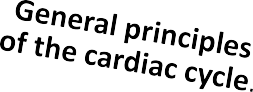 General principles
of the cardiac cycle.